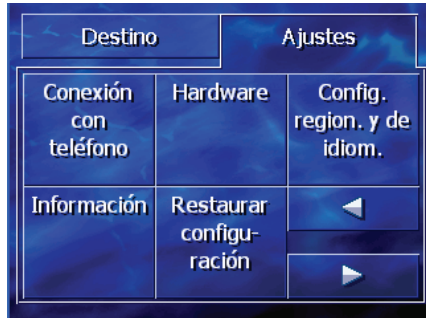 Destino
Ajustes
Conexión
con
teléfono
Hardware
Config.
region. y de
idiom.
Información
Restaurar
configu-
ración